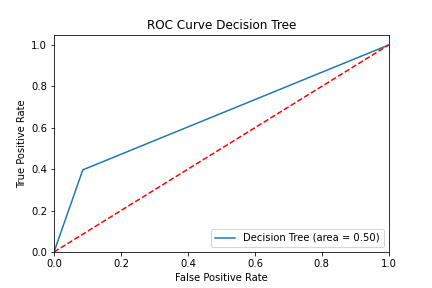 ROC Curve Decision Tree
True Positive Rate
1.0
0.8
0.6
0.4
0.2
0.0
Decision Tree (area = 0.50)
0.0 0.2 0.4 0.6 0.8 1.0
False Positive Rate